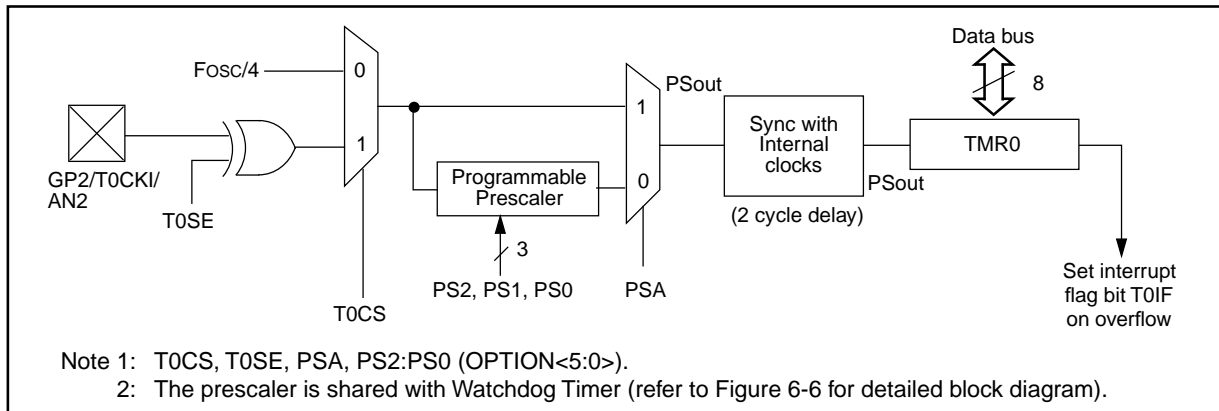 Data bus
FOSC/4
0
1
GP2/T0CKI/
AN2
T0SE
T0CS
Programmable
Prescaler
3
PS2, PS1, PS0
1
0
PSA
PSout
Sync with
Internal
clocks
(2 cycle delay)
PSout
8
TMR0
Set interrupt
flag bit T0IF
on overflow
Note 1: T0CS, T0SE, PSA, PS2:PS0 (OPTION<5:0>).
2: The prescaler is shared with Watchdog Timer (refer to Figure 6-6 for detailed block diagram).